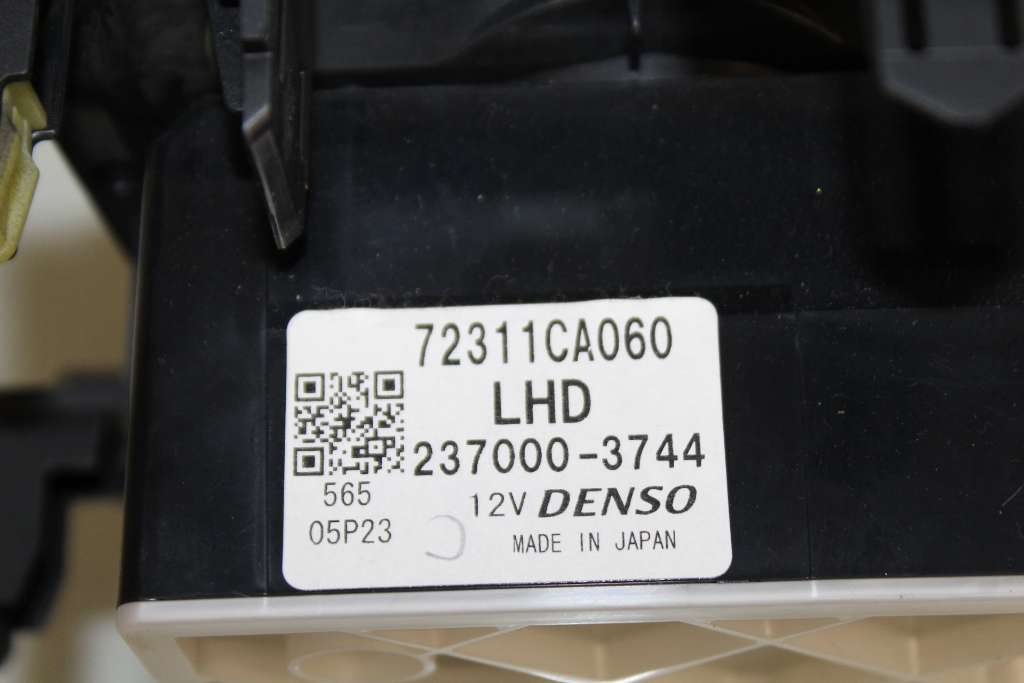 72311CA060
LHD
237000-3744
565
12V DENSO
05P23
MADE IN JAPAN